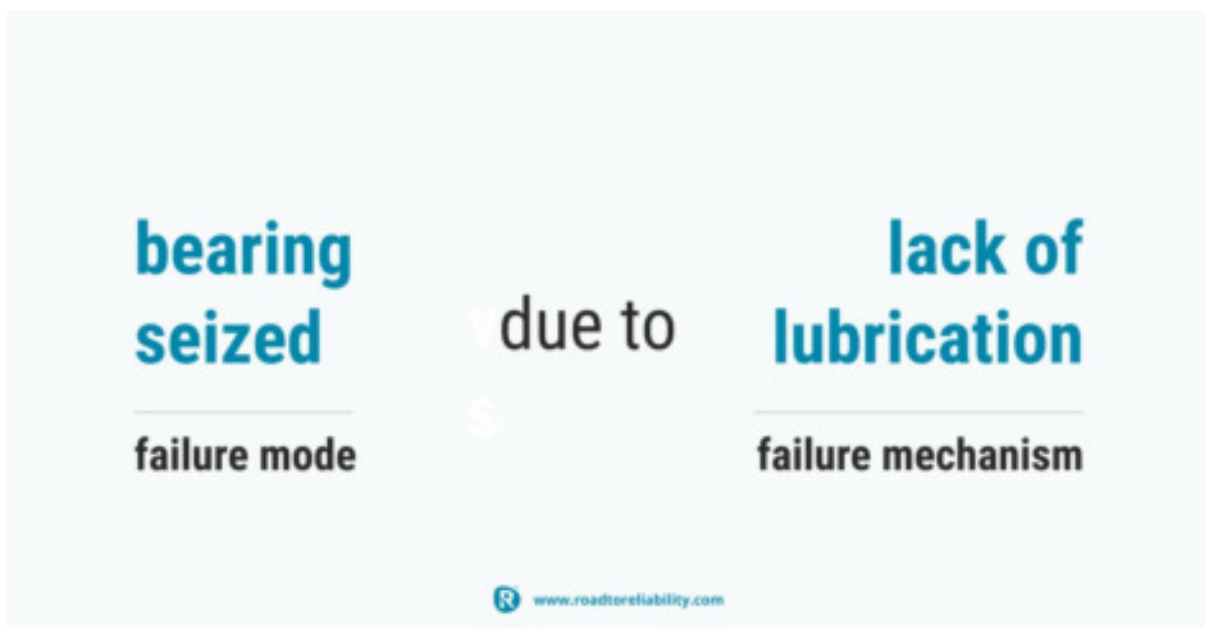 bearing
seized
failure mode
v
s
due to
lack of
lubrication
failure mechanism
R www.roadtoreliability.com